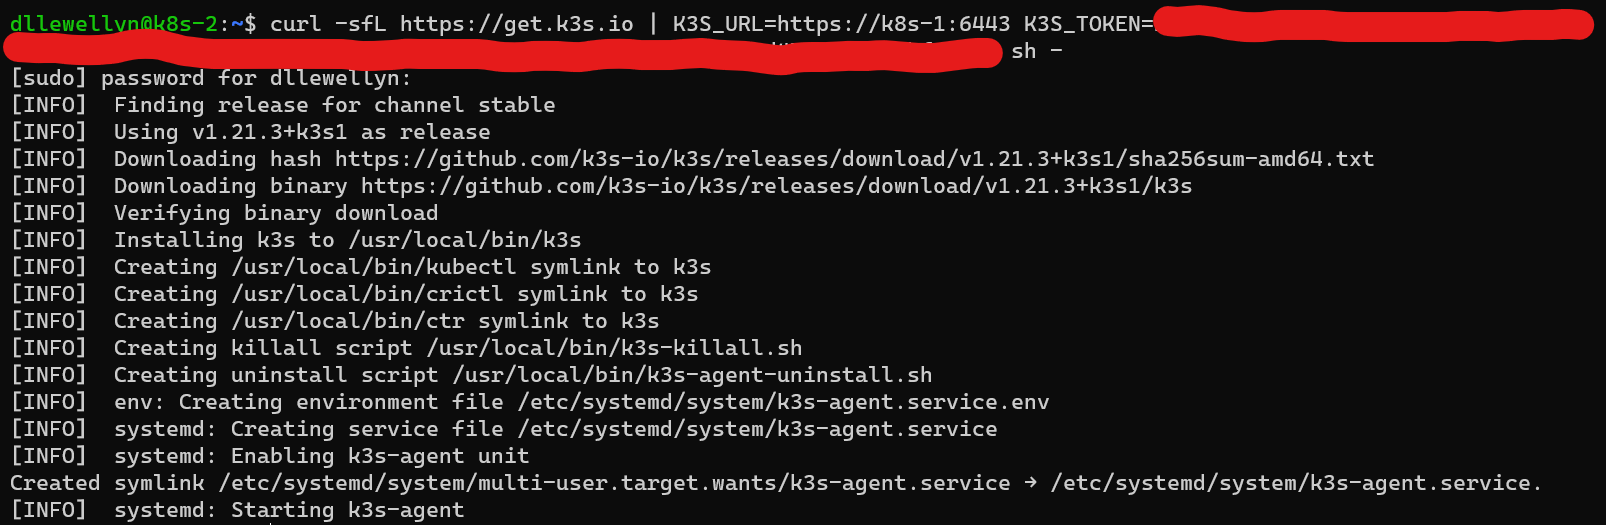 dllewellyn@k8s-2:~$ curl -sfL https://get.k3s.io | K3S_URL=https://k8s-1:6443 K3S_TOKEN=
sh -
[sudo] password for dllewellyn:
[INFO]  Finding release for channel stable
[INFO]  Using v1.21.3+k3s1 as release
[INFO]  Downloading hash https://github.com/k3s-io/k3s/releases/download/v1.21.3+k3s1/sha256sum-amd64.txt
[INFO]  Downloading binary https://github.com/k3s-io/k3s/releases/download/v1.21.3+k3s1/k3s
[INFO]  Verifying binary download
[INFO]  Installing k3s to /usr/local/bin/k3s
[INFO]  Creating /usr/local/bin/kubectl symlink to k3s
[INFO]  Creating /usr/local/bin/crictl symlink to k3s
[INFO]  Creating /usr/local/bin/ctr symlink to k3s
[INFO]  Creating killall script /usr/local/bin/k3s-killall.sh
[INFO]  Creating uninstall script /usr/local/bin/k3s-agent-uninstall.sh
[INFO]  env: Creating environment file /etc/systemd/system/k3s-agent.service.env
[INFO]  systemd: Creating service file /etc/systemd/system/k3s-agent.service
[INFO]  systemd: Enabling k3s-agent unit
Created symlink /etc/systemd/system/multi-user.target.wants/k3s-agent.service → /etc/systemd/system/k3s-agent.service.
[INFO]  systemd: Starting k3s-agent